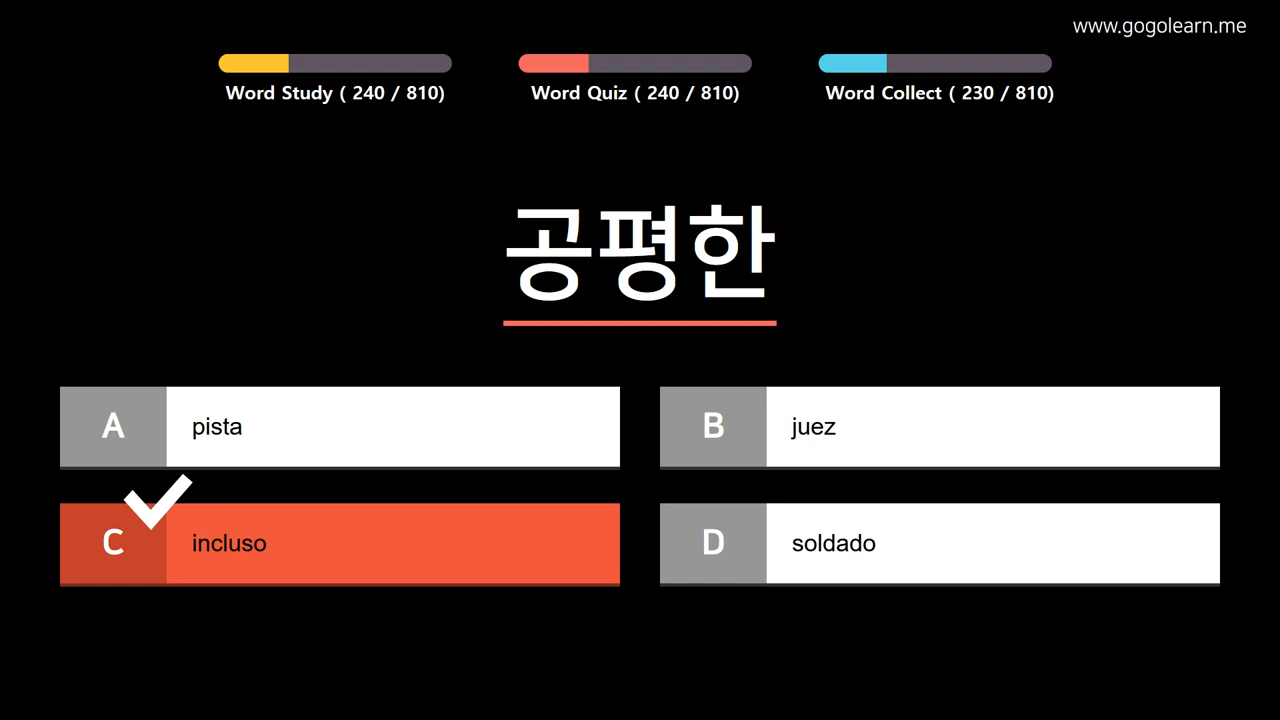 www.gogolearn.me
Word Study ( 240 / 810)
Word Quiz ( 240 / 810)
Word Collect ( 230 / 810)
공평한
A pista
B juez
C incluso
D soldado